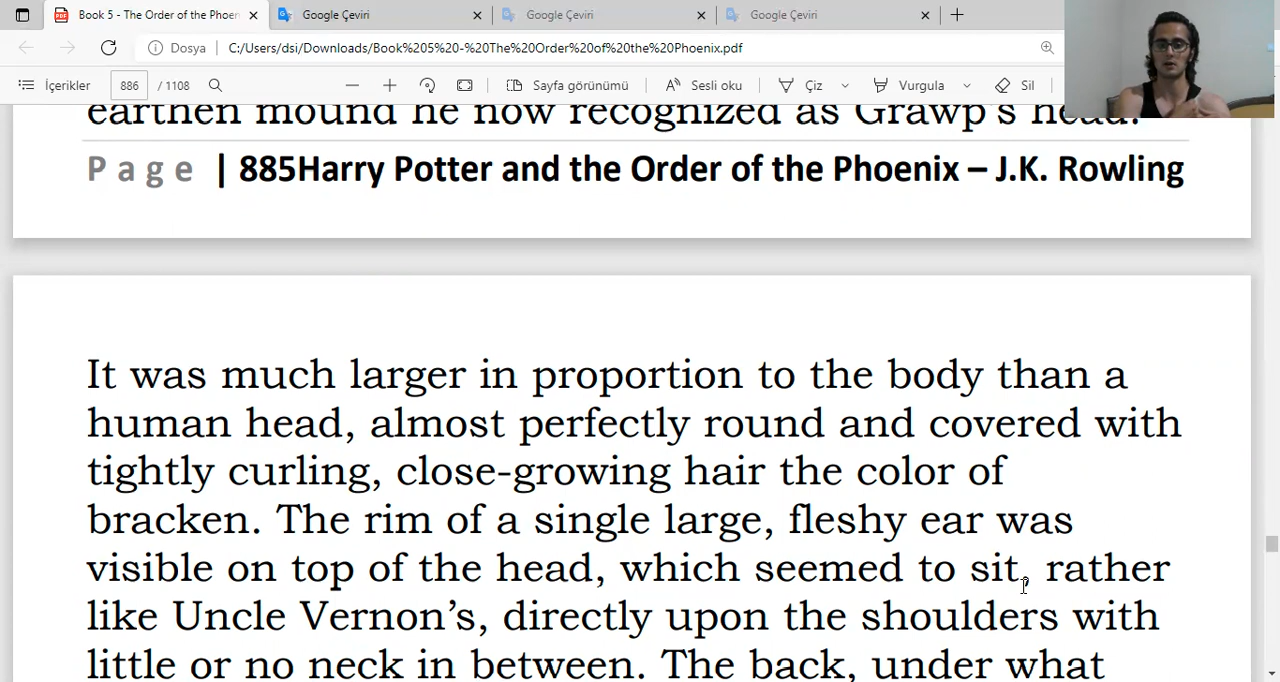 Book 5 - The Order of the Phoen
Google Çeviri
Google Çeviri
Google Çeviri
Dosya
C:/Users/dsi/Downloads/Book%205%20-%20The%20Order%20of%20the%20Phoenix.pdf
İçerikler
886
/ 1108
Sayfa görünümü
Sesli oku
Çiz
Vurgula
Sil
earthen mound he now recognized as Grawp's head.
Page | 885Harry Potter and the Order of the Phoenix – J.K. Rowling
It was much larger in proportion to the body than a
human head, almost perfectly round and covered with
tightly curling, close-growing hair the color of
bracken. The rim of a single large, fleshy ear was
visible on top of the head, which seemed to sit, rather
like Uncle Vernon's, directly upon the shoulders with
little or no neck in between. The back, under what